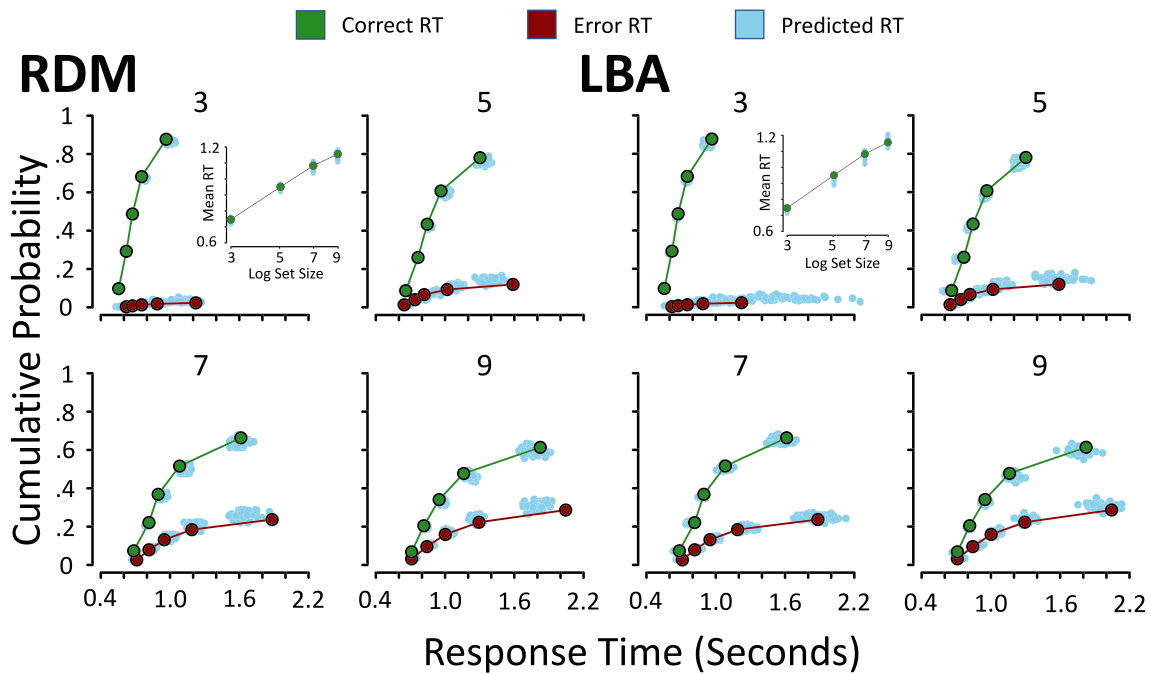 Correct RT Error RT Predicted RT
RDM LBA
3 5 3 5
Cumulative Probability
1
.8
.6
.4
.2
0
1.2
Mean RT
0.6
3 5 7 9
Log Set Size
1.2
Mean RT
0.6
3 5 7 9
Log Set Size
7 9 7 9
1
.8
.6
.4
.2
0
0.4 1.0 1.6 2.2 0.4 1.0 1.6 2.2 0.4 1.0 1.6 2.2 0.4 1.0 1.6 2.2
Response Time (Seconds)